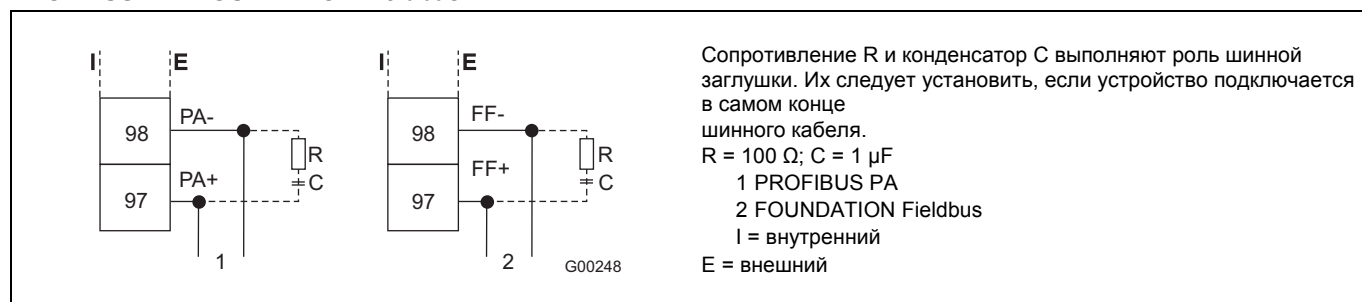 I E
98 PA-
R
97 PA+ C
1
I E
98 FF-
R
97 FF+ C
2
G00248
Сопротивление R и конденсатор C выполняют роль шинной
заглушки. Их следует установить, если устройство подключается
в самом конце
шинного кабеля.
R = 100 Ω; C = 1 µF
1 PROFIBUS PA
2 FOUNDATION Fieldbus
I = внутренний
E = внешний